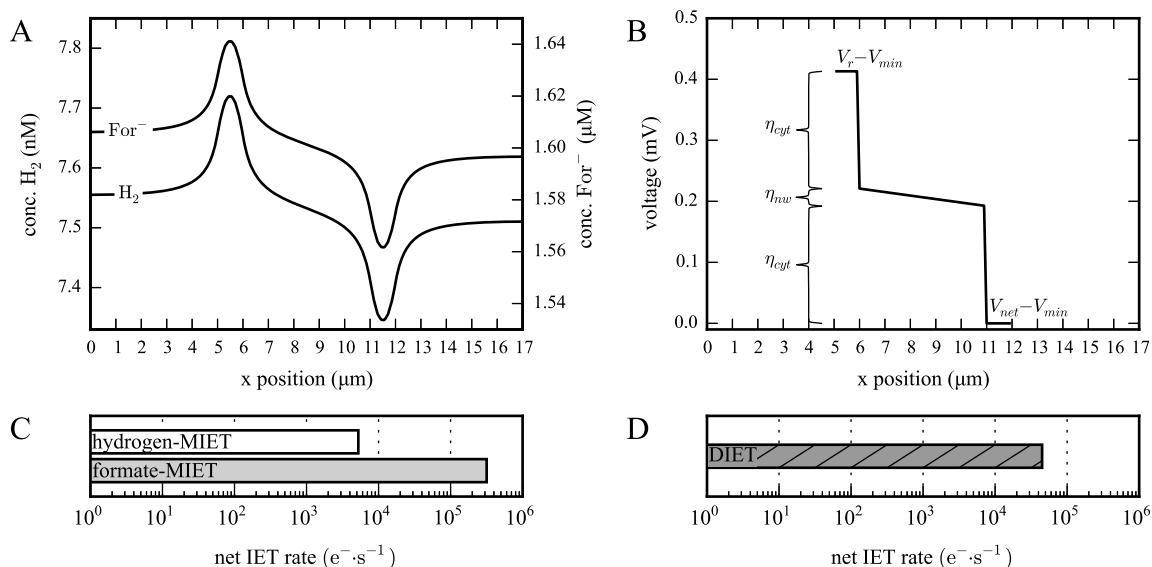 A
7.8
7.7
7.6
7.5
7.4
conc. H₂ (nM)
For⁻
H₂
1.64
1.62
1.60
1.58
1.56
1.54
conc. For⁻ (μM)
0 1 2 3 4 5 6 7 8 9 10 11 12 13 14 15 16 17
x position (μm)
B
0.5
0.4
0.3
0.2
0.1
0.0
voltage (mV)
V_r−V_min
η_cyt
η_nw
η_cyt
V_net−V_min
0 1 2 3 4 5 6 7 8 9 10 11 12 13 14 15 16 17
x position (μm)
C
hydrogen-MIET
formate-MIET
10⁰ 10¹ 10² 10³ 10⁴ 10⁵ 10⁶
net IET rate (e⁻·s⁻¹)
D
DIET
10⁰ 10¹ 10² 10³ 10⁴ 10⁵ 10⁶
net IET rate (e⁻·s⁻¹)